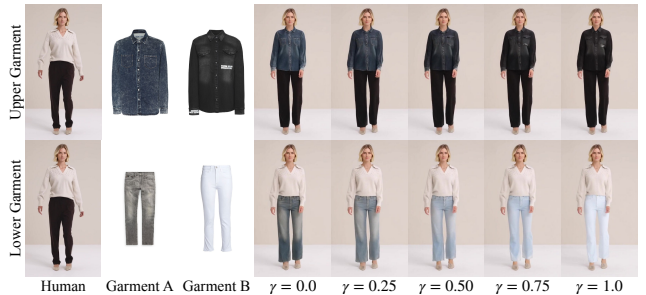 Upper Garment
Lower Garment
Human Garment A Garment B γ = 0.0 γ = 0.25 γ = 0.50 γ = 0.75 γ = 1.0